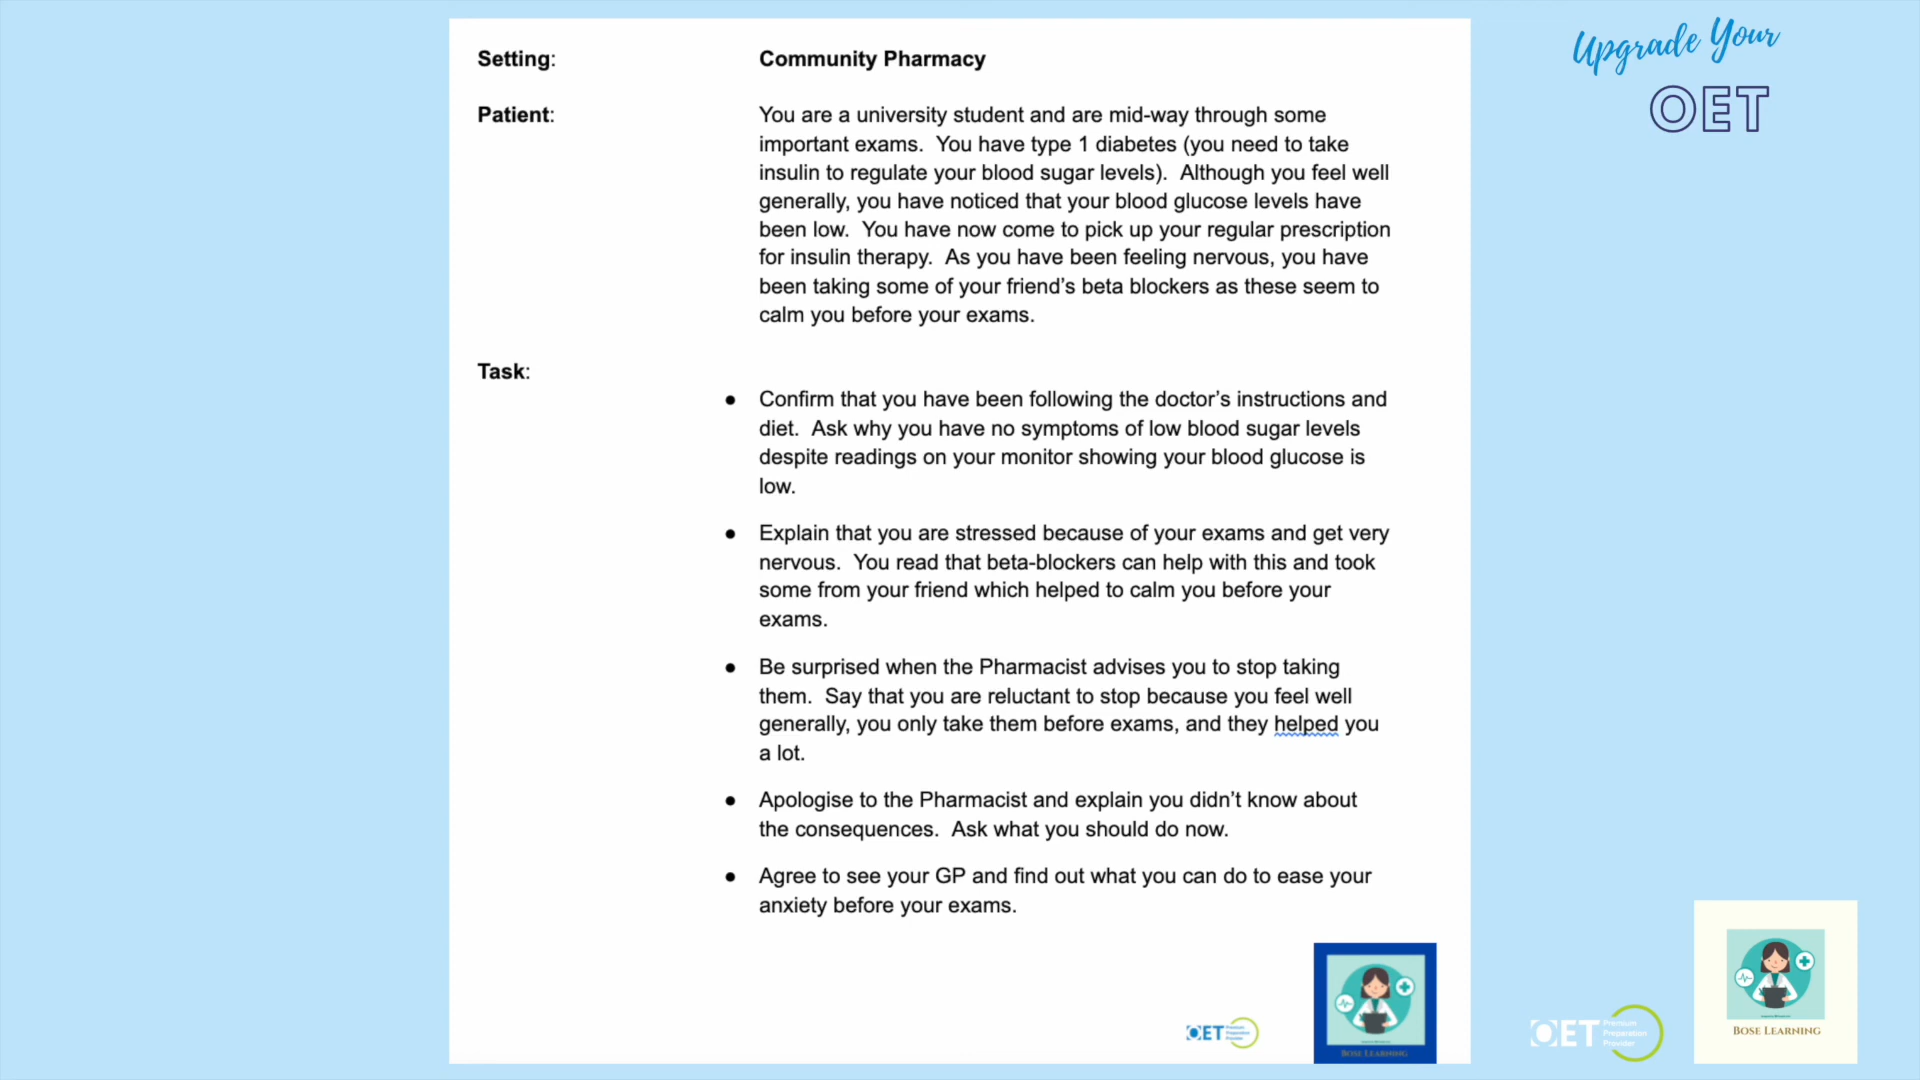 Upgrade Your
OET
Setting: Community Pharmacy
Patient: You are a university student and are mid-way through some
important exams.  You have type 1 diabetes (you need to take
insulin to regulate your blood sugar levels).  Although you feel well
generally, you have noticed that your blood glucose levels have
been low.  You have now come to pick up your regular prescription
for insulin therapy.  As you have been feeling nervous, you have
been taking some of your friend’s beta blockers as these seem to
calm you before your exams.
Task:
● Confirm that you have been following the doctor’s instructions and
diet.  Ask why you have no symptoms of low blood sugar levels
despite readings on your monitor showing your blood glucose is
low.
● Explain that you are stressed because of your exams and get very
nervous.  You read that beta-blockers can help with this and took
some from your friend which helped to calm you before your
exams.
● Be surprised when the Pharmacist advises you to stop taking
them.  Say that you are reluctant to stop because you feel well
generally, you only take them before exams, and they helped you
a lot.
● Apologise to the Pharmacist and explain you didn’t know about
the consequences.  Ask what you should do now.
● Agree to see your GP and find out what you can do to ease your
anxiety before your exams.
OET Premium
Preparation
Provider
BOSE LEARNING
OET Premium
Preparation
Provider
BOSE LEARNING